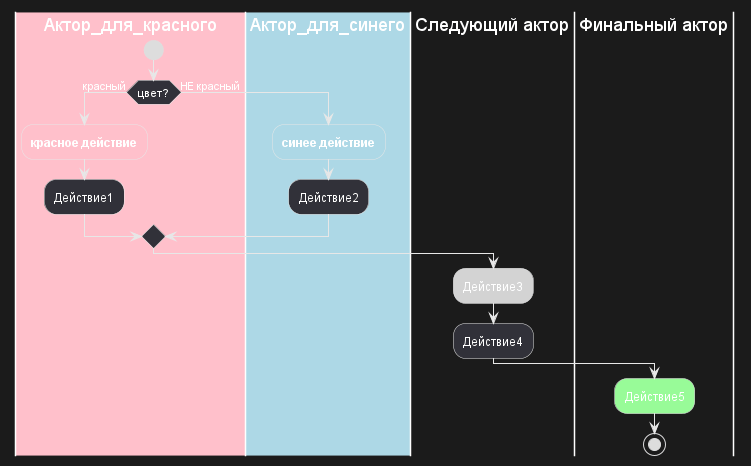 Актор_для_красного
Актор_для_синего
Следующий актор
Финальный актор
красный
цвет?
НЕ красный
красное действие
синее действие
Действие1
Действие2
Действие3
Действие4
Действие5